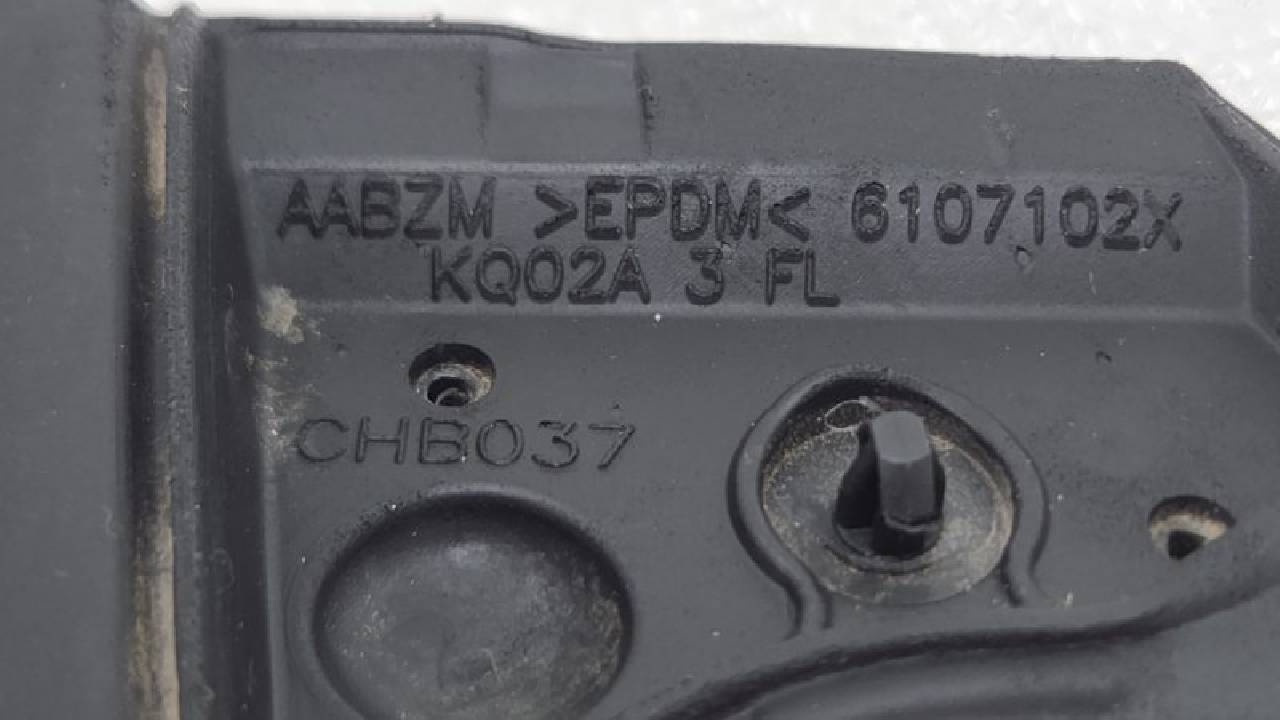 AABZM >EPDM< 6107102X
KQ02A 3 FL
CHB037